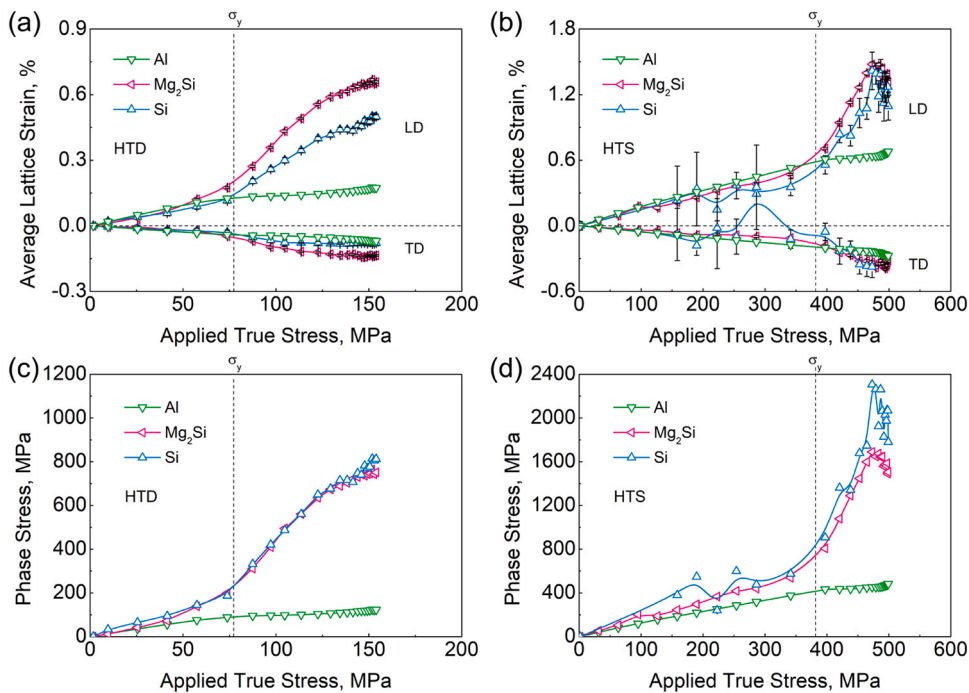 (a)
σy
0.9
0.6
0.3
0.0
-0.3
Average Lattice Strain, %
Al
Mg₂Si
Si
HTD
LD
TD
0
50
100
150
200
Applied True Stress, MPa
(b)
σy
1.8
1.2
0.6
0.0
-0.6
Average Lattice Strain, %
Al
Mg₂Si
Si
HTS
LD
TD
0
100
200
300
400
500
600
Applied True Stress, MPa
(c)
σy
1200
1000
800
600
400
200
0
Phase Stress, MPa
Al
Mg₂Si
Si
HTD
0
50
100
150
200
Applied True Stress, MPa
(d)
σy
2400
2000
1600
1200
800
400
0
Phase Stress, MPa
Al
Mg₂Si
Si
HTS
0
100
200
300
400
500
600
Applied True Stress, MPa